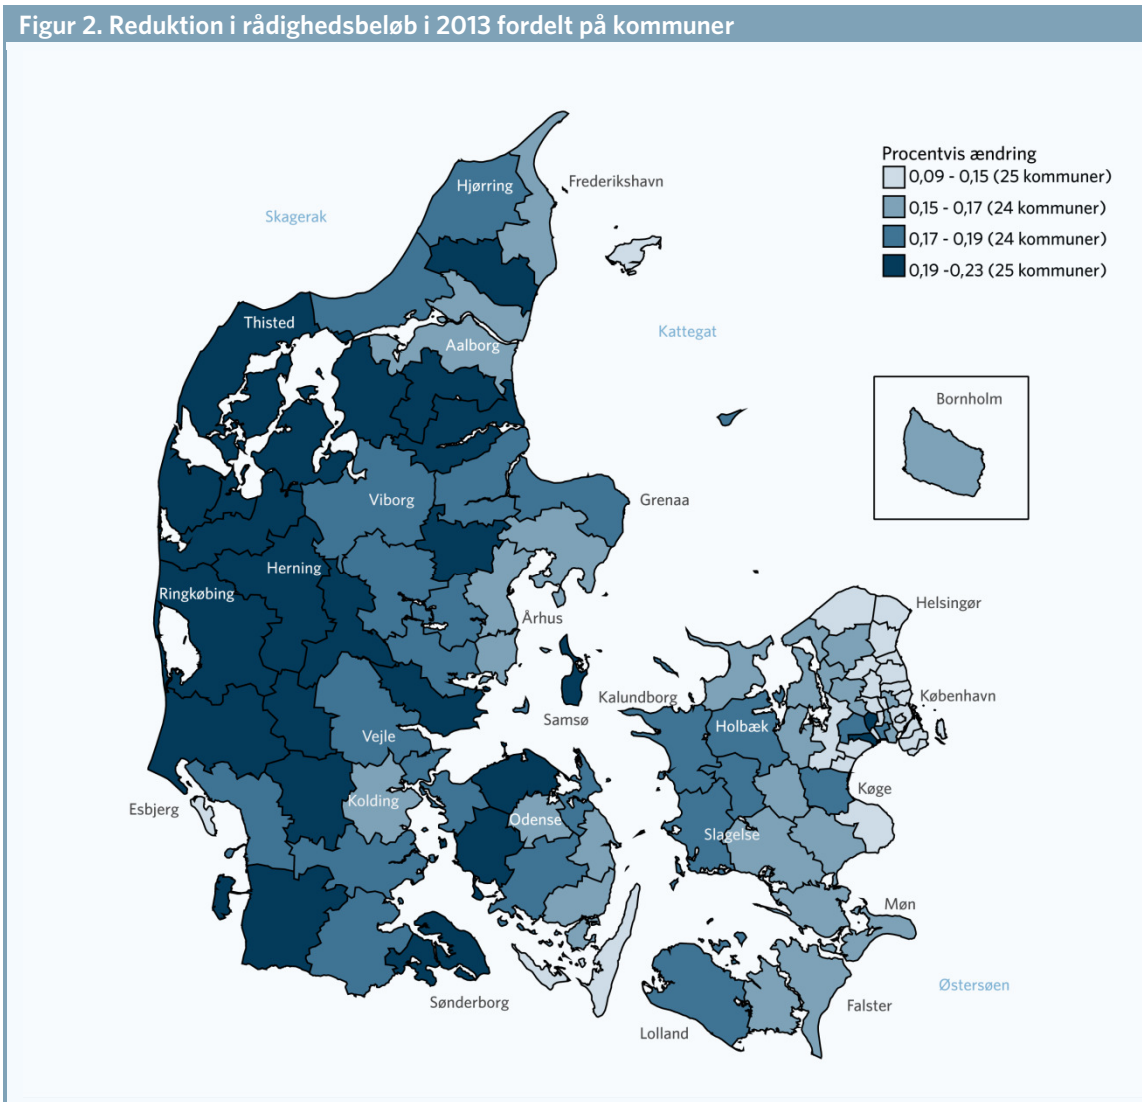 Figur 2. Reduktion i rådighedsbeløb i 2013 fordelt på kommuner
Procentvis ændring
0,09 - 0,15 (25 kommuner)
0,15 - 0,17 (24 kommuner)
0,17 - 0,19 (24 kommuner)
0,19 -0,23 (25 kommuner)
Hjørring
Frederikshavn
Skagerak
Thisted
Kattegat
Aalborg
Bornholm
Viborg
Grenaa
Herning
Ringkøbing
Helsingør
Århus
Kalundborg
København
Samsø
Holbæk
Vejle
Køge
Esbjerg
Kolding
Odense
Slagelse
Møn
Østersøen
Sønderborg
Falster
Lolland